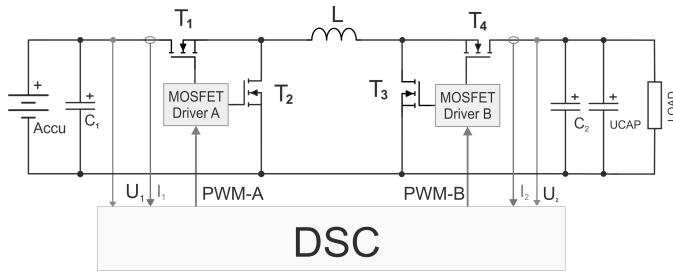 T1
L
T4
+
Accu
+
C1
MOSFET
Driver A
T2
T3
MOSFET
Driver B
+
C2
+
UCAP
LOAD
U1
I1
PWM-A
PWM-B
I2
U2
DSC